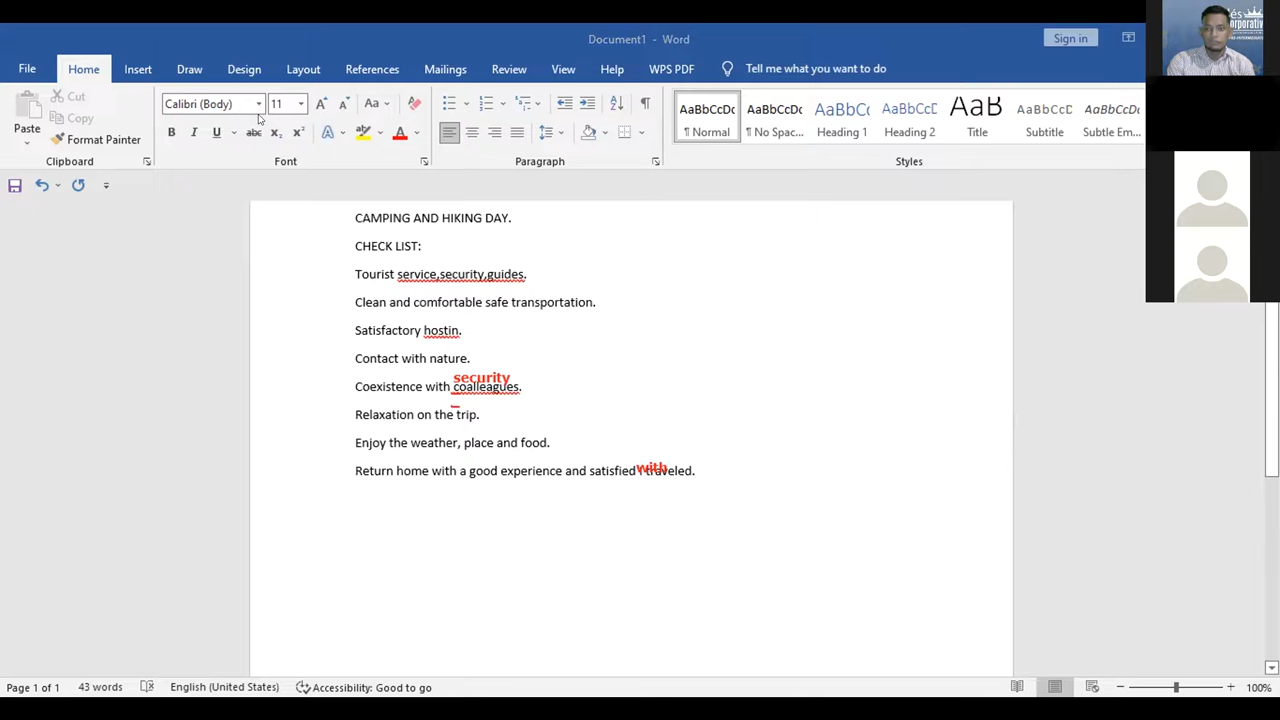 Document1 - Word
Sign in
File Home Insert Draw Design Layout References Mailings Review View Help WPS PDF Tell me what you want to do
Paste
Cut
Copy
Format Painter
Calibri (Body) 11
AaBbCcDc ¶ Normal
AaBbCcDc ¶ No Spac...
AaBbC( Heading 1
AaBbCcE Heading 2
AaB Title
AaBbCcD Subtitle
AaBbCcD Subtle Em...
Clipboard Font Paragraph Styles
CAMPING AND HIKING DAY.
CHECK LIST:
Tourist service,security,guides.
Clean and comfortable safe transportation.
Satisfactory hostin.
Contact with nature.
security
Coexistence with coalleagues.
Relaxation on the trip.
Enjoy the weather, place and food.
with
Return home with a good experience and satisfied I traveled.
Page 1 of 1 43 words English (United States) Accessibility: Good to go 100%